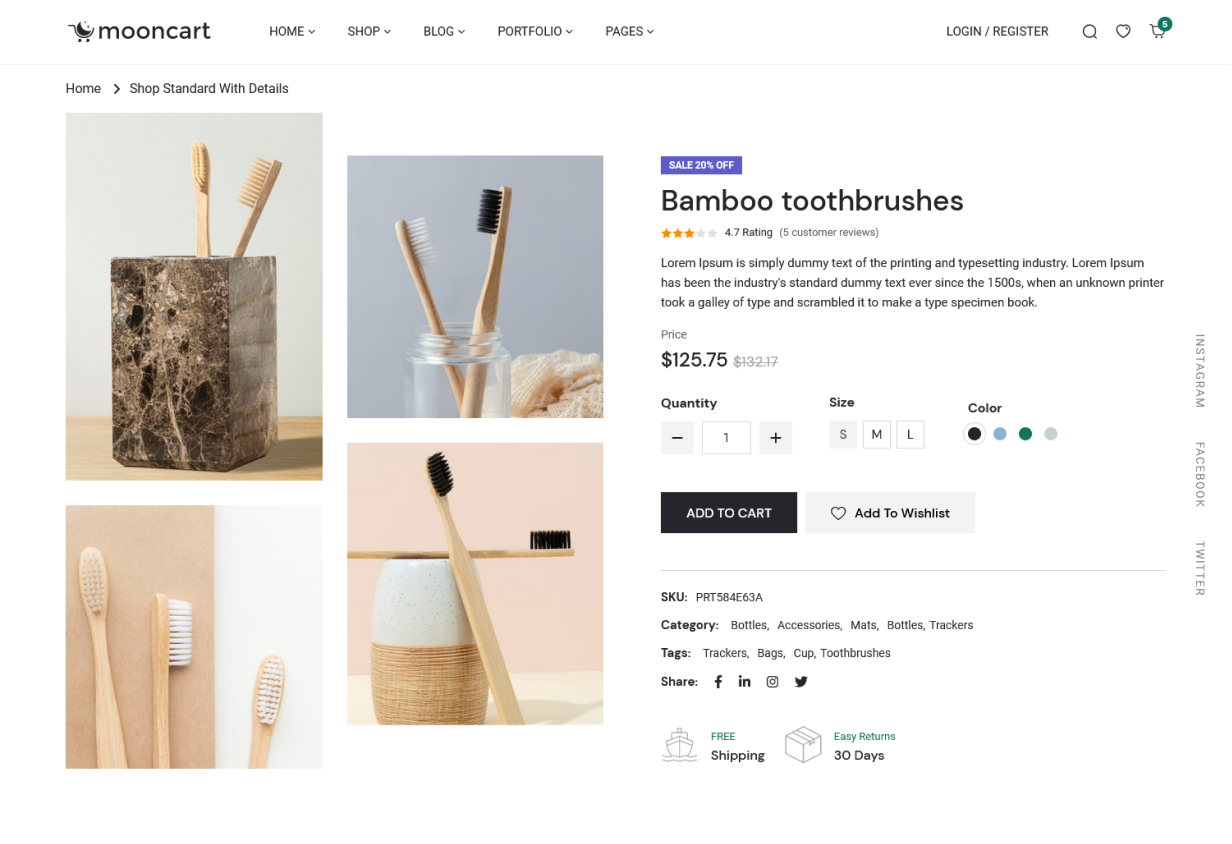 mooncart
HOME SHOP BLOG PORTFOLIO PAGES LOGIN / REGISTER 5
Home Shop Standard With Details
SALE 20% OFF
Bamboo toothbrushes
4.7 Rating (5 customer reviews)
Lorem Ipsum is simply dummy text of the printing and typesetting industry. Lorem Ipsum
has been the industry's standard dummy text ever since the 1500s, when an unknown printer
took a galley of type and scrambled it to make a type specimen book.
Price
$125.75 $132.17
Quantity Size Color
1 S M L
ADD TO CART Add To Wishlist
SKU: PRT584E63A
Category: Bottles, Accessories, Mats, Bottles, Trackers
Tags: Trackers, Bags, Cup, Toothbrushes
Share:
FREE
Shipping
Easy Returns
30 Days
INSTAGRAM
FACEBOOK
TWITTER